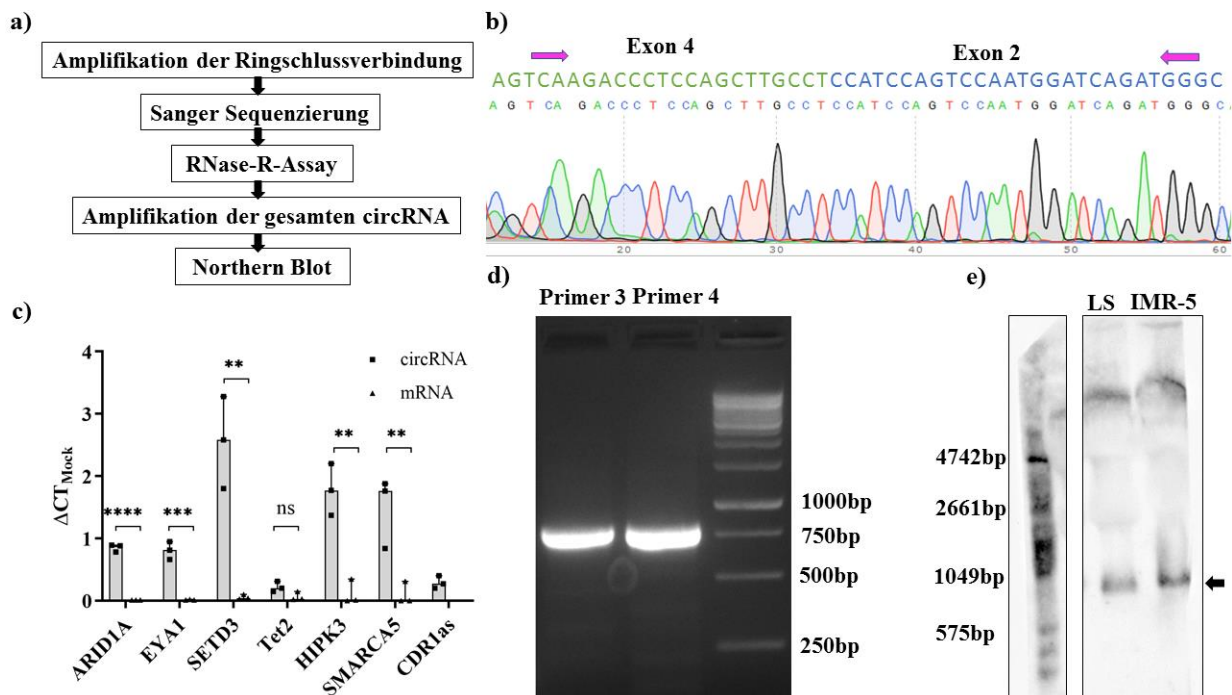 a)
Amplifikation der Ringschlussverbindung
Sanger Sequenzierung
RNase-R-Assay
Amplifikation der gesamten circRNA
Northern Blot
b)
Exon 4 Exon 2
AGTCAAGACCCTCCAGCTTGCCTCCATCCAGTCCAATGGATCAGATGGGC
AGTCA GACCCTCCAGCTTGCCTCCATCCAGTCCAATGGATCAGATGGGCA
20 30 40 50 60
c)
ΔCT Mock
4
3
2
1
0
circRNA
mRNA
**** *** ** ns ** **
ARID1A EYA1 SETD3 Tet2 HIPK3 SMARCA5 CDR1as
d)
Primer 3 Primer 4
1000bp
750bp
500bp
250bp
e)
LS IMR-5
4742bp
2661bp
1049bp
575bp